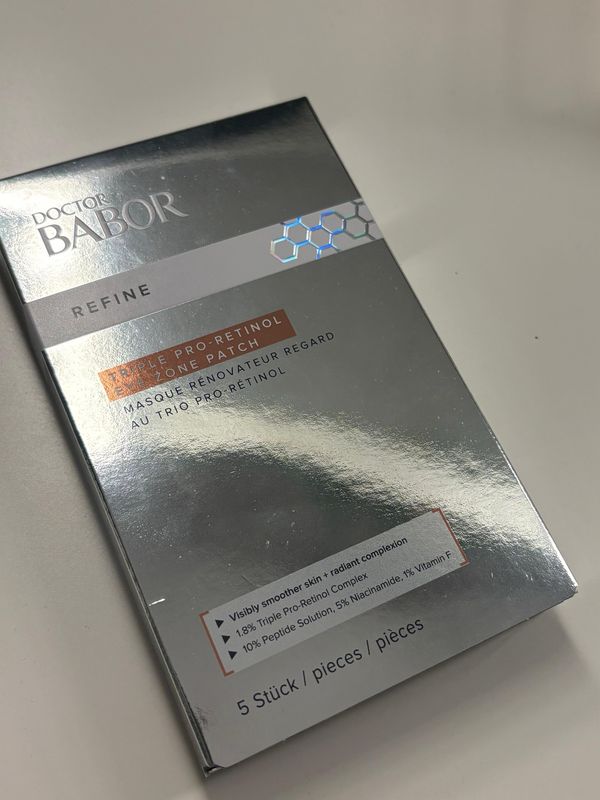 DOCTOR
BABOR
REFINE
TRIPLE PRO-RETINOL
EYE ZONE PATCH
MASQUE RÉNOVATEUR REGARD
AU TRIO PRO-RÉTINOL
▶ Visibly smoother skin + radiant complexion
▶ 1.8% Triple Pro-Retinol Complex
▶ 10% Peptide Solution, 5% Niacinamide, 1% Vitamin F
5 Stück / pieces / pièces